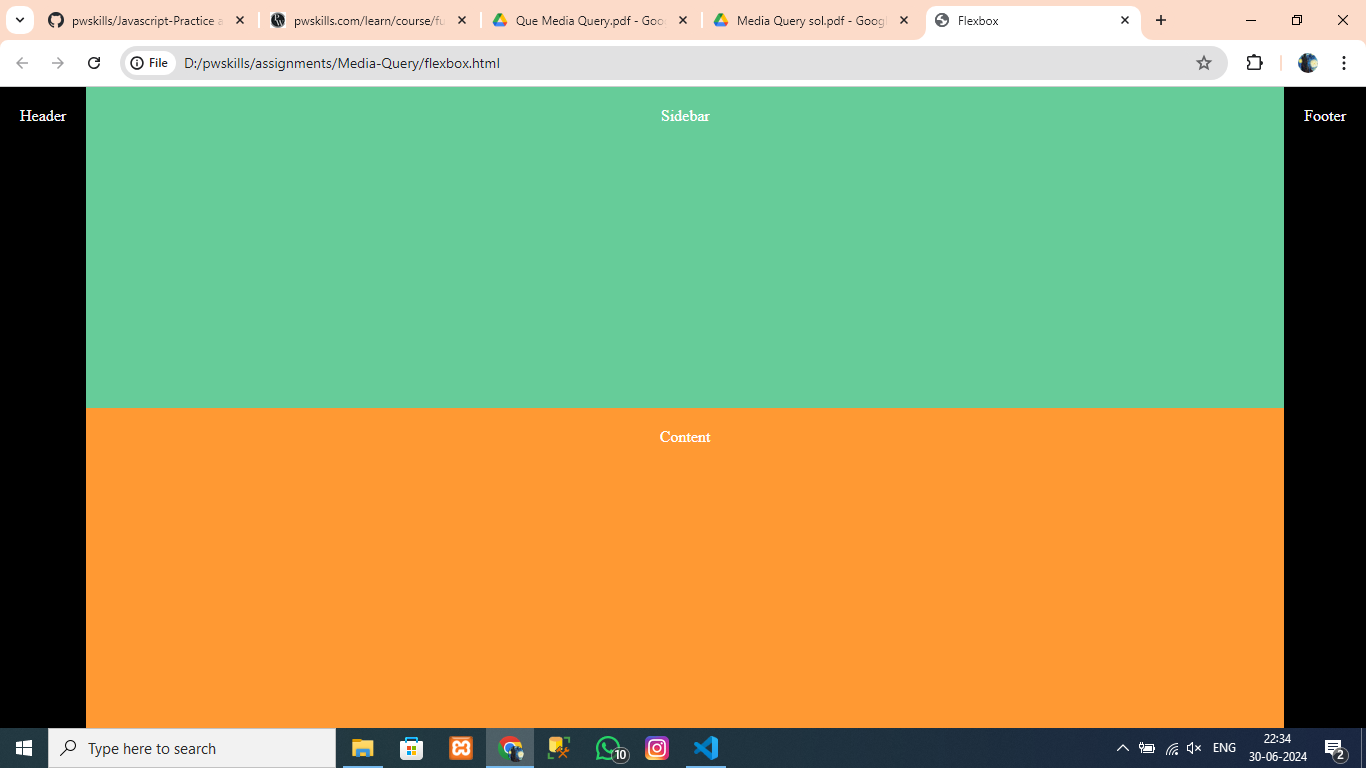 pwskills/Javascript-Practice a
pwskills.com/learn/course/fu
Que Media Query.pdf - Goo
Media Query sol.pdf - Googl
Flexbox
File
D:/pwskills/assignments/Media-Query/flexbox.html
Header
Sidebar
Footer
Content
Type here to search
10
ENG
22:34
30-06-2024
2